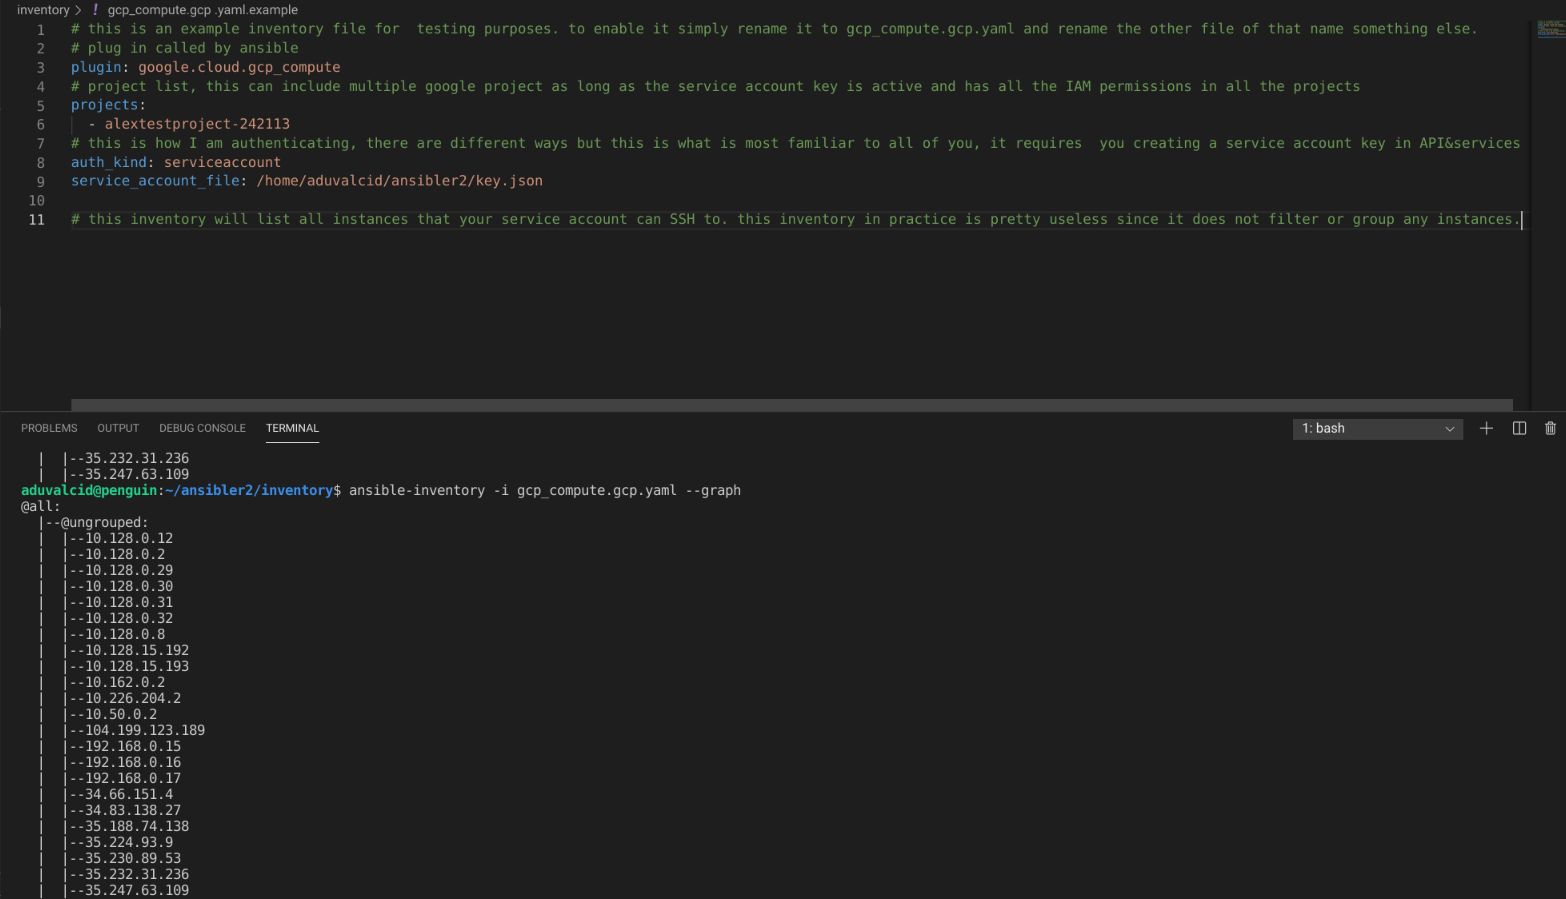 inventory > ! gcp_compute.gcp .yaml.example
1 # this is an example inventory file for  testing purposes. to enable it simply rename it to gcp_compute.gcp.yaml and rename the other file of that name something else.
2 # plug in called by ansible
3 plugin: google.cloud.gcp_compute
4 # project list, this can include multiple google project as long as the service account key is active and has all the IAM permissions in all the projects
5 projects:
6   - alextestproject-242113
7 # this is how I am authenticating, there are different ways but this is what is most familiar to all of you, it requires  you creating a service account key in API&services
8 auth_kind: serviceaccount
9 service_account_file: /home/aduvalcid/ansibler2/key.json
10
11 # this inventory will list all instances that your service account can SSH to. this inventory in practice is pretty useless since it does not filter or group any instances.
PROBLEMS OUTPUT DEBUG CONSOLE TERMINAL 1: bash
  |  |--35.232.31.236
  |  |--35.247.63.109
aduvalcid@penguin:~/ansibler2/inventory$ ansible-inventory -i gcp_compute.gcp.yaml --graph
@all:
  |--@ungrouped:
  |  |--10.128.0.12
  |  |--10.128.0.2
  |  |--10.128.0.29
  |  |--10.128.0.30
  |  |--10.128.0.31
  |  |--10.128.0.32
  |  |--10.128.0.8
  |  |--10.128.15.192
  |  |--10.128.15.193
  |  |--10.162.0.2
  |  |--10.226.204.2
  |  |--10.50.0.2
  |  |--104.199.123.189
  |  |--192.168.0.15
  |  |--192.168.0.16
  |  |--192.168.0.17
  |  |--34.66.151.4
  |  |--34.83.138.27
  |  |--35.188.74.138
  |  |--35.224.93.9
  |  |--35.230.89.53
  |  |--35.232.31.236
  |  |--35.247.63.109